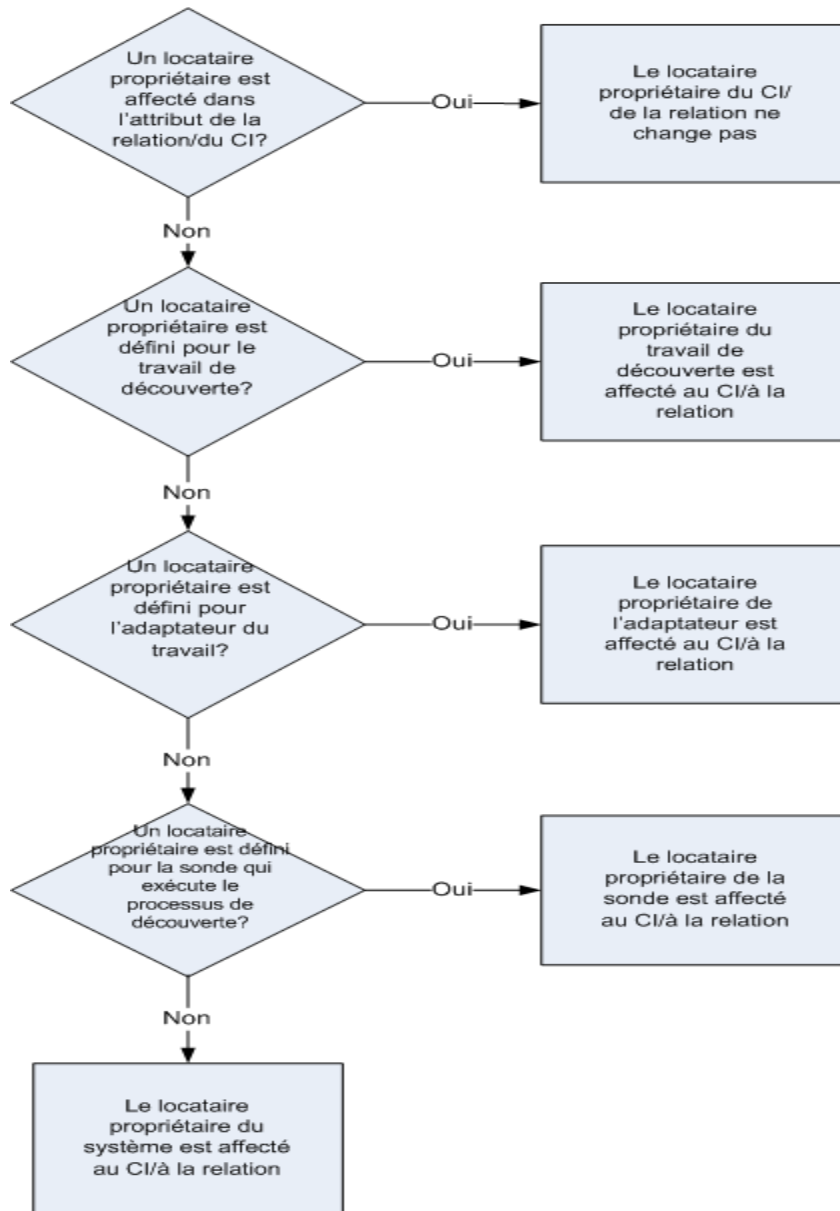 Un locataire
propriétaire est
affecté dans
l'attribut de la
relation/du CI?
Oui
Le locataire
propriétaire du CI/
de la relation ne
change pas
Non
Un locataire
propriétaire est
défini pour le
travail de
découverte?
Oui
Le locataire
propriétaire du
travail de
découverte est
affecté au CI/à la
relation
Non
Un locataire
propriétaire est
défini pour
l'adaptateur du
travail?
Oui
Le locataire
propriétaire de
l'adaptateur est
affecté au CI/à la
relation
Non
Un locataire
propriétaire est défini
pour la sonde qui
exécute le
processus de
découverte?
Oui
Le locataire
propriétaire de la
sonde est affecté
au CI/à la relation
Non
Le locataire
propriétaire du
système est affecté
au CI/à la relation